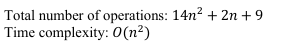 Total number of operations: 14n² + 2n + 9
Time complexity: O(n²)